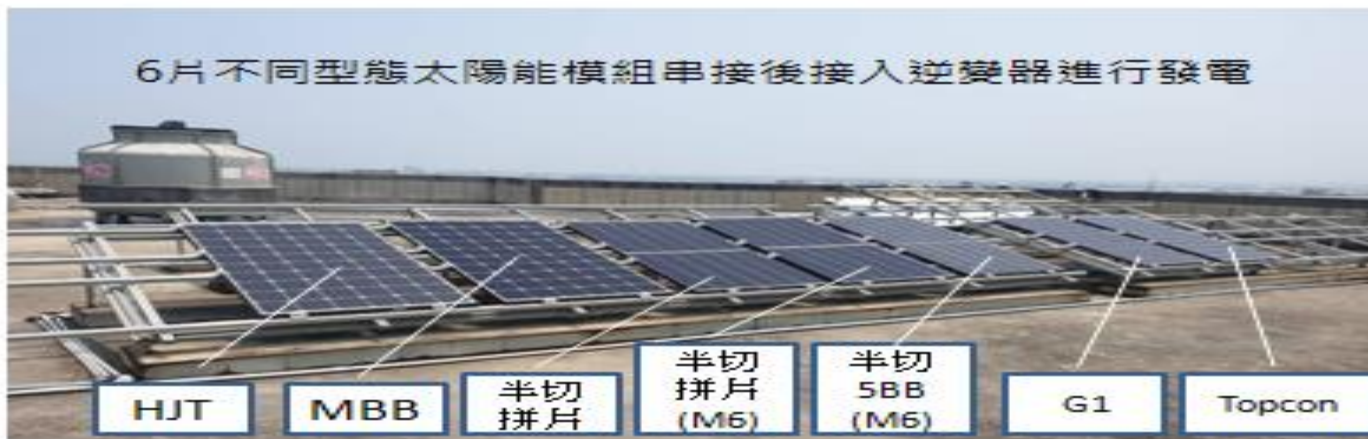 6片不同型態太陽能模組串接後接入逆變器進行發電
HJT
MBB
半切
拼片
半切
拼片
(M6)
半切
5BB
(M6)
G1
Topcon